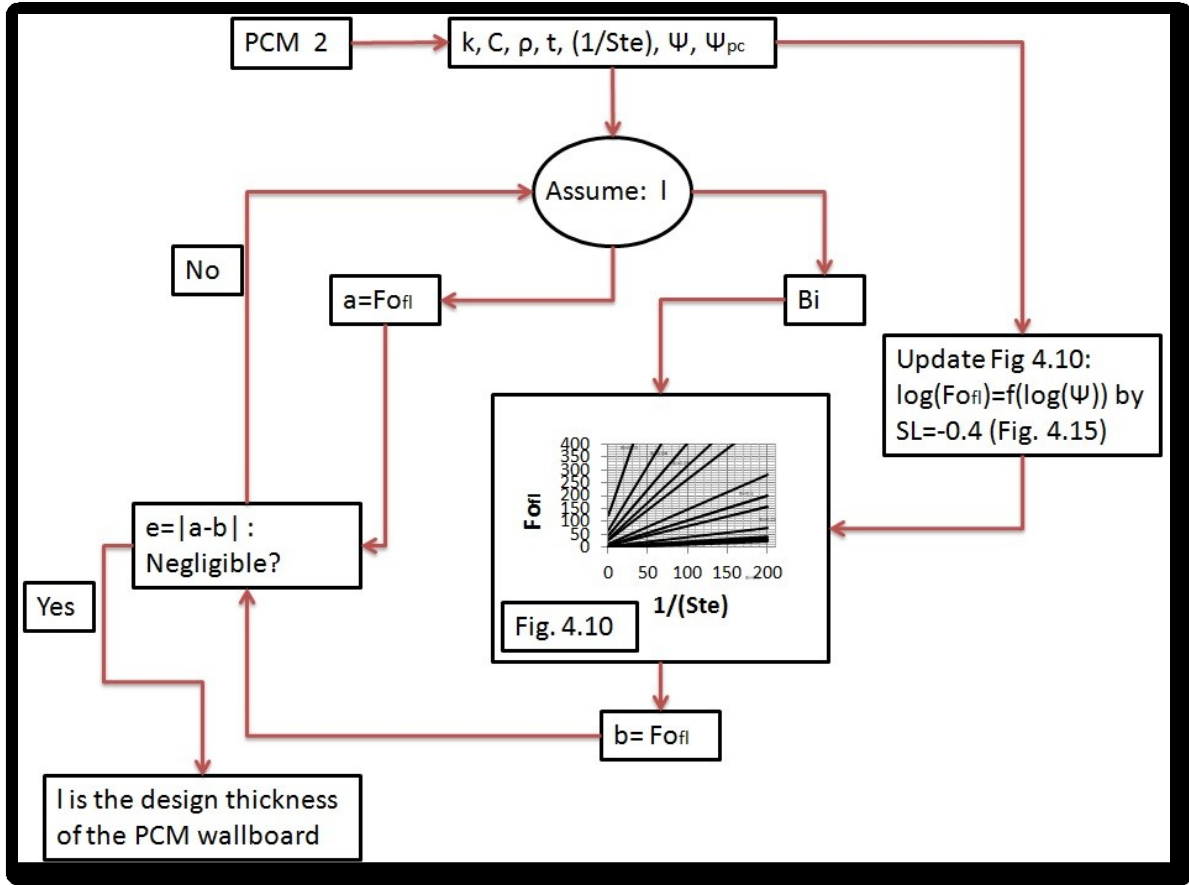 PCM 2
k, C, ρ, t, (1/Ste), Ψ, Ψpc
Assume: l
No
a=Fofl
Bi
Update Fig 4.10:
log(Fofl)=f(log(Ψ)) by
SL=-0.4 (Fig. 4.15)
400
350
300
250
200
150
100
50
0
Fofl
0 50 100 150 200
1/(Ste)
Fig. 4.10
e=|a-b| :
Negligible?
Yes
b= Fofl
l is the design thickness
of the PCM wallboard